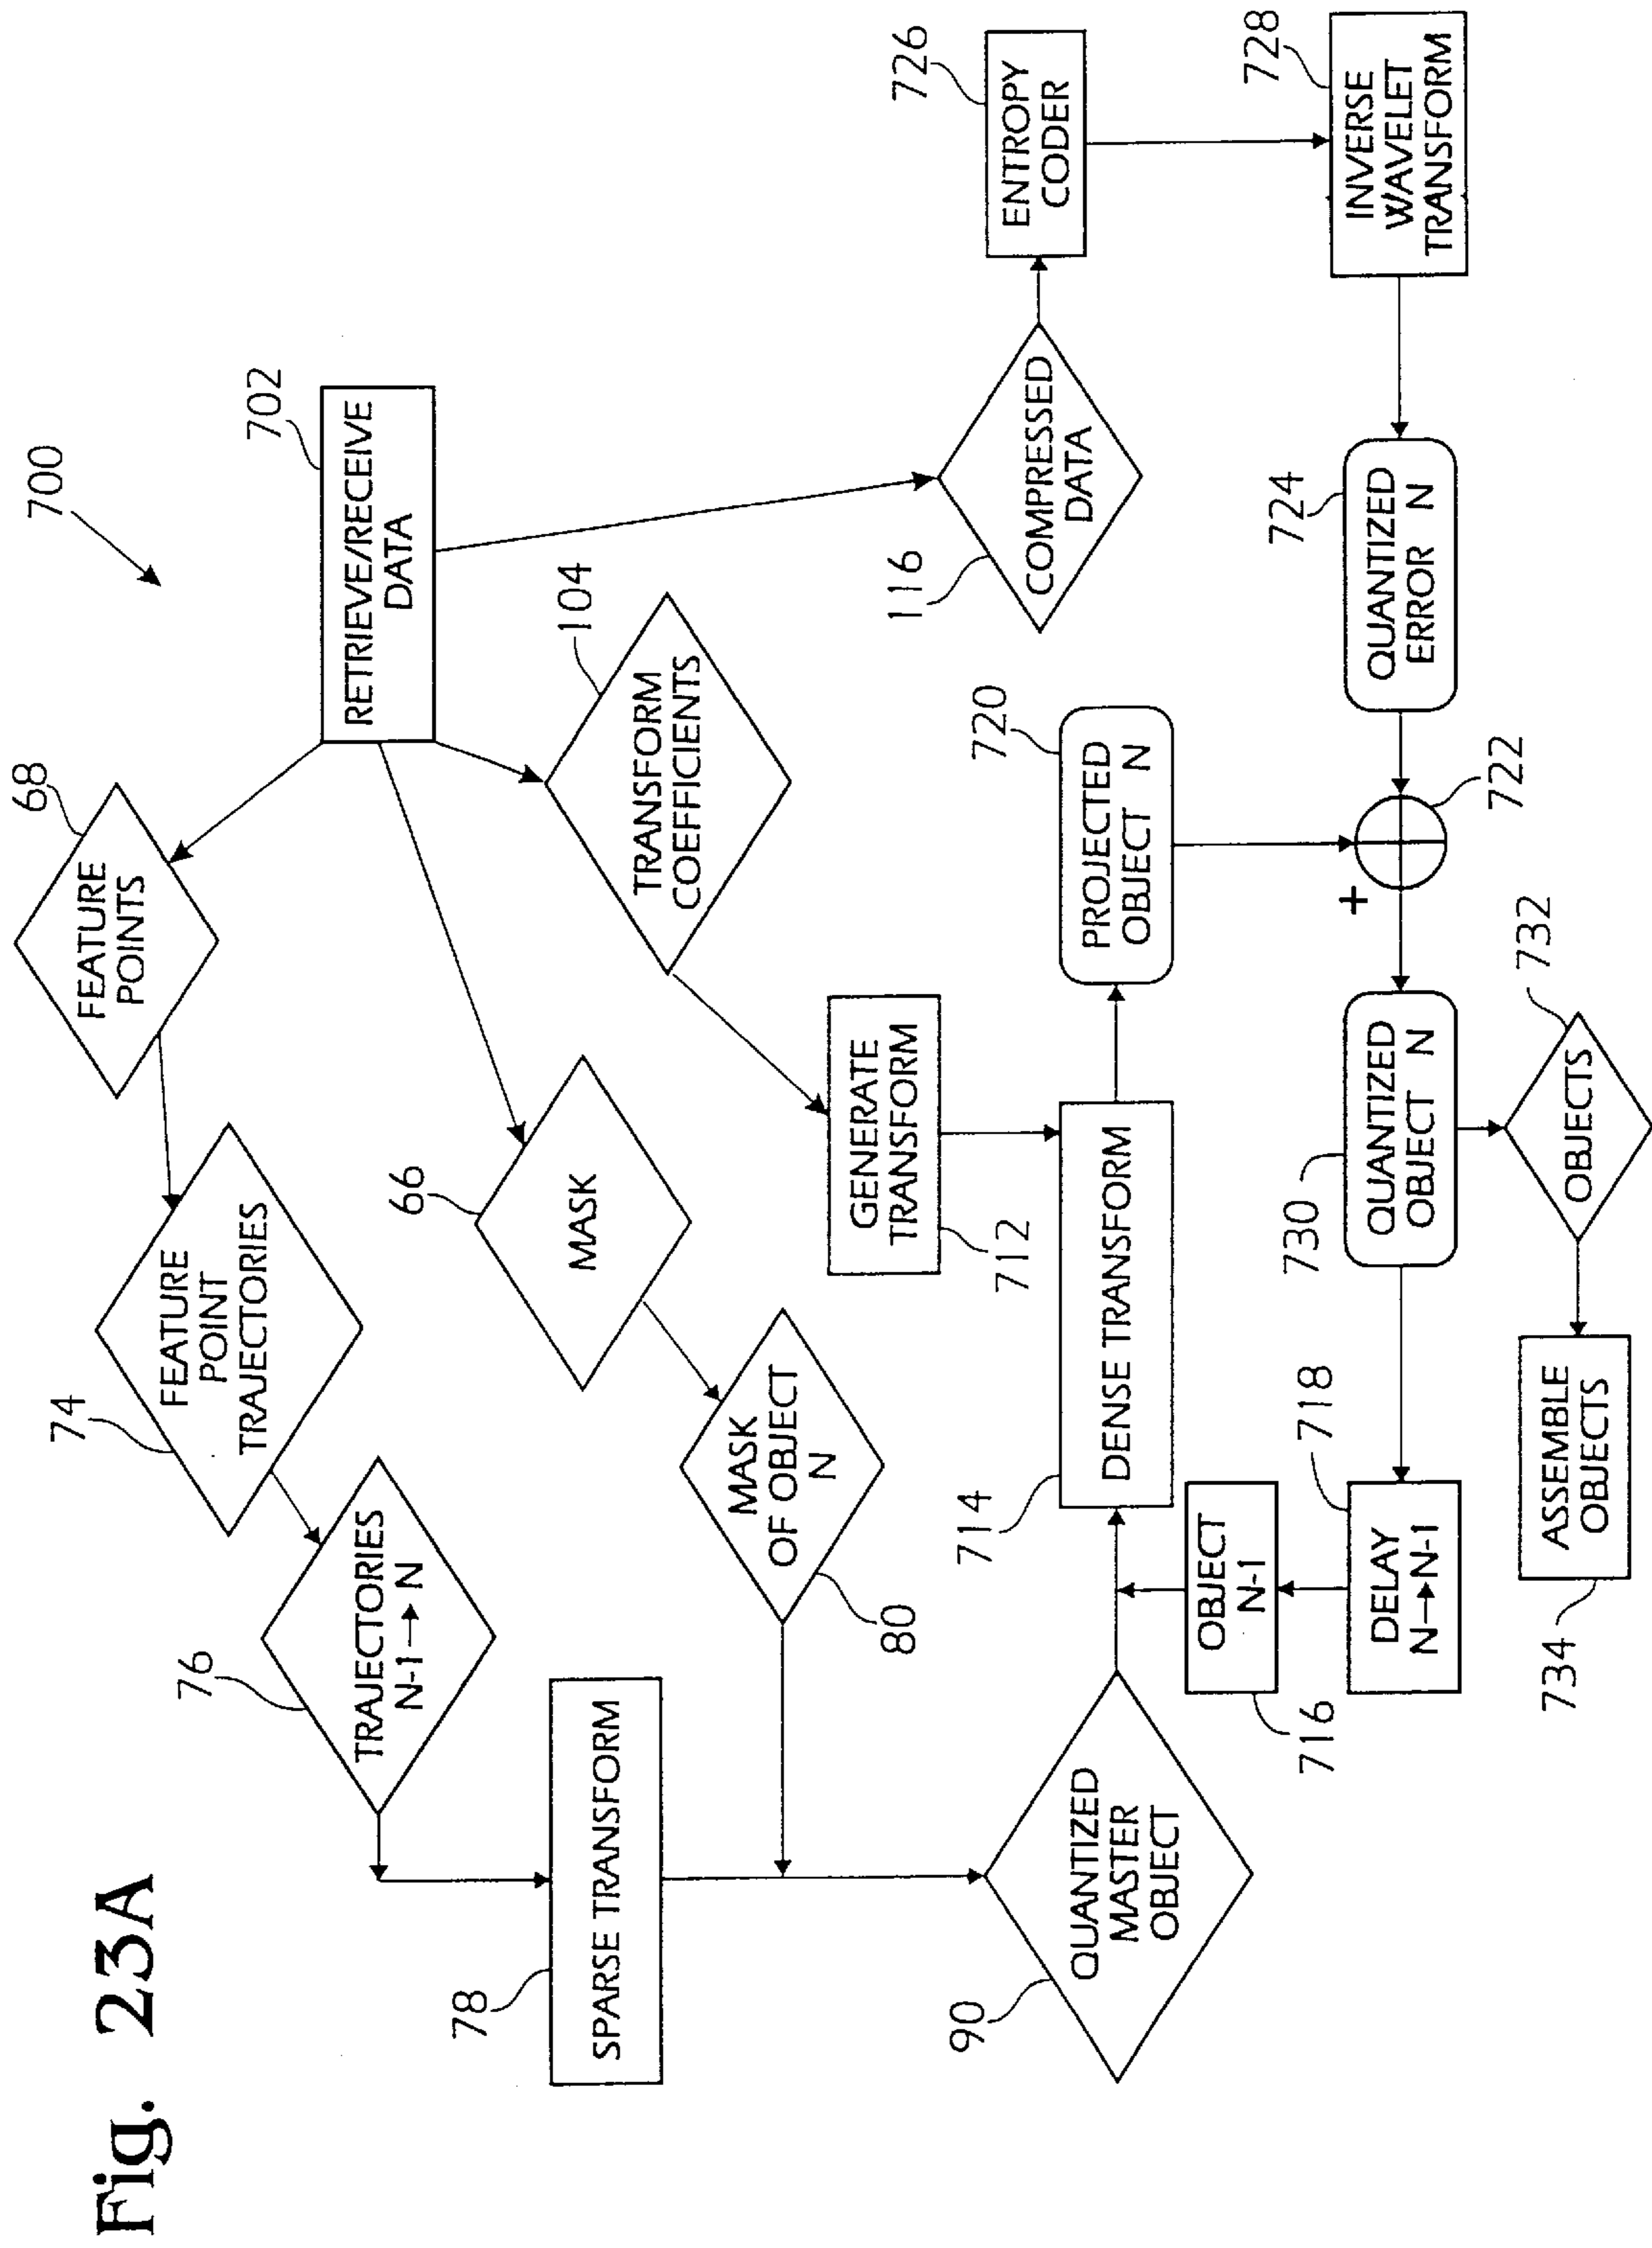 Fig. 23A
700
702
RETRIEVE/RECEIVE
DATA
68
FEATURE
POINTS
74
FEATURE
POINT
TRAJECTORIES
76
TRAJECTORIES
N-1→N
78
SPARSE TRANSFORM
66
MASK
80
MASK
OF OBJECT
N
104
TRANSFORM
COEFFICIENTS
GENERATE
TRANSFORM
712
90
QUANTIZED
MASTER
OBJECT
714
DENSE TRANSFORM
720
PROJECTED
OBJECT N
116
COMPRESSED
DATA
726
ENTROPY
CODER
728
INVERSE
WAVELET
TRANSFORM
724
QUANTIZED
ERROR N
+
722
730
QUANTIZED
OBJECT N
718
DELAY
N→N-1
716
OBJECT
N-1
732
OBJECTS
734
ASSEMBLE
OBJECTS